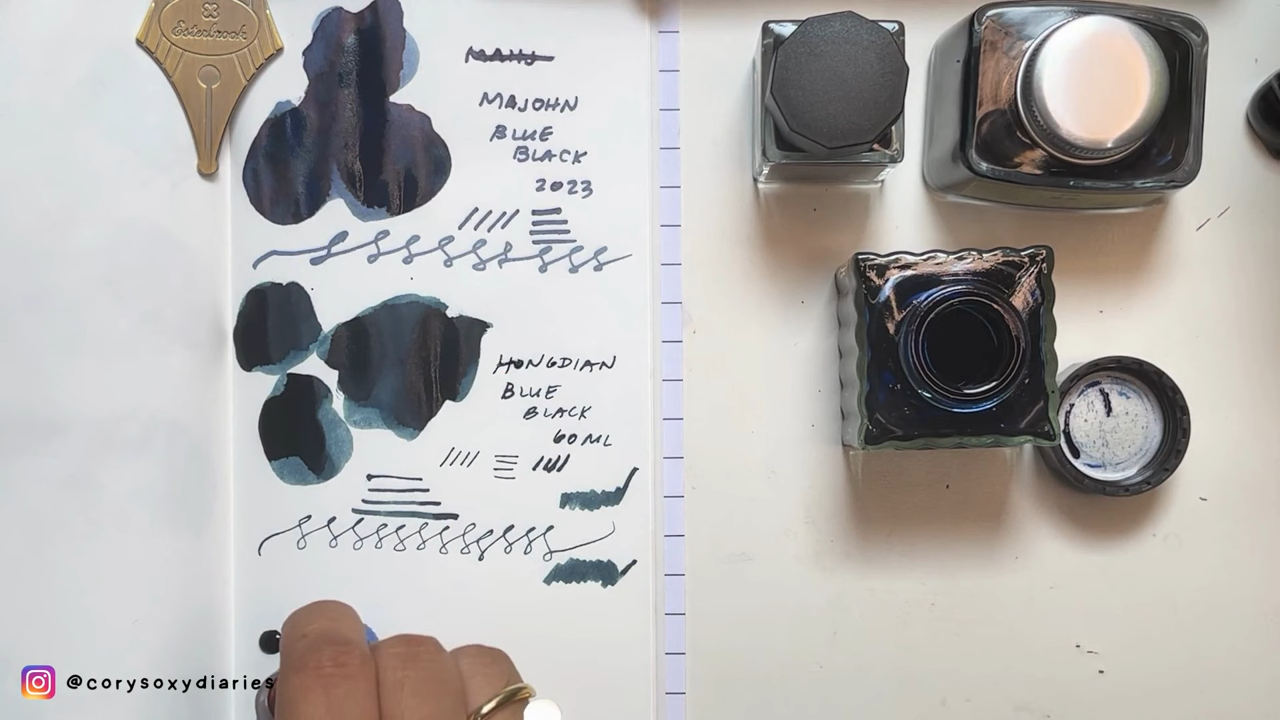 Esterbrook
MAJOHN
BLUE
BLACK
2023
HONGDIAN
BLUE
BLACK
60ML
@corysoxydiaries